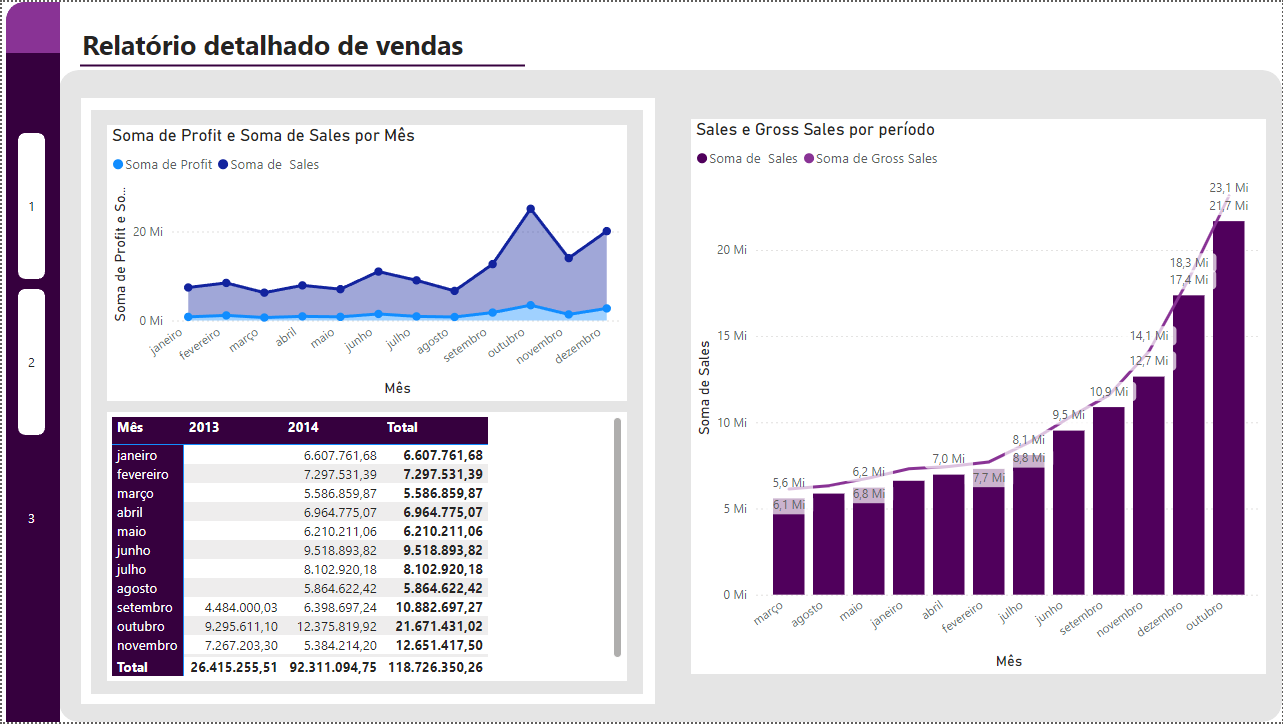 Relatório detalhado de vendas
1
2
3
Soma de Profit e Soma de Sales por Mês
Soma de Profit Soma de Sales
Soma de Profit e So...
20 Mi
0 Mi
janeiro fevereiro março abril maio junho julho agosto setembro outubro novembro dezembro
Mês
Mês 2013 2014 Total
janeiro 6.607.761,68 6.607.761,68
fevereiro 7.297.531,39 7.297.531,39
março 5.586.859,87 5.586.859,87
abril 6.964.775,07 6.964.775,07
maio 6.210.211,06 6.210.211,06
junho 9.518.893,82 9.518.893,82
julho 8.102.920,18 8.102.920,18
agosto 5.864.622,42 5.864.622,42
setembro 4.484.000,03 6.398.697,24 10.882.697,27
outubro 9.295.611,10 12.375.819,92 21.671.431,02
novembro 7.267.203,30 5.384.214,20 12.651.417,50
Total 26.415.255,51 92.311.094,75 118.726.350,26
Sales e Gross Sales por período
Soma de Sales Soma de Gross Sales
Soma de Sales
20 Mi
15 Mi
10 Mi
5 Mi
0 Mi
23,1 Mi
21,7 Mi
18,3 Mi
17,4 Mi
14,1 Mi
12,7 Mi
10,9 Mi
9,5 Mi
8,1 Mi
8,8 Mi
7,0 Mi
7,7 Mi
6,2 Mi
6,8 Mi
5,6 Mi
6,1 Mi
março agosto maio janeiro abril fevereiro julho junho setembro novembro dezembro outubro
Mês